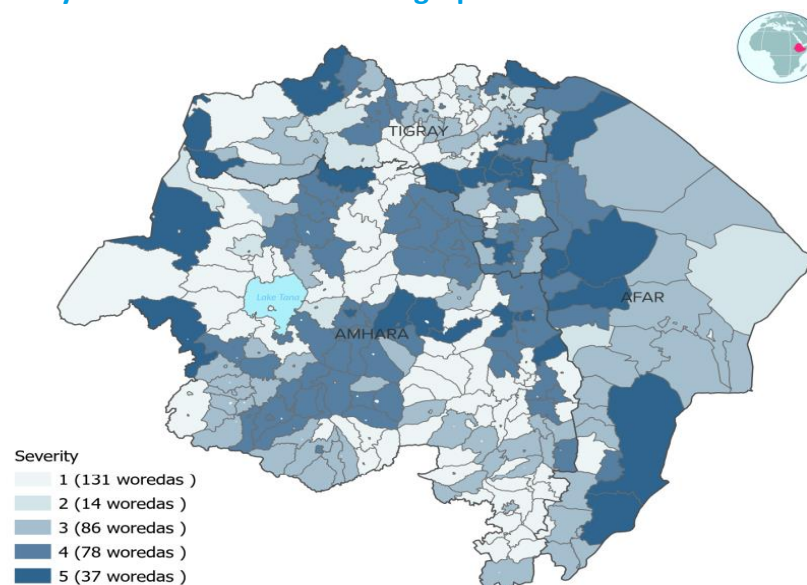 TIGRAY
Lake Tana
AFAR
AMHARA
Severity
1 (131 woredas )
2 (14 woredas )
3 (86 woredas )
4 (78 woredas )
5 (37 woredas )